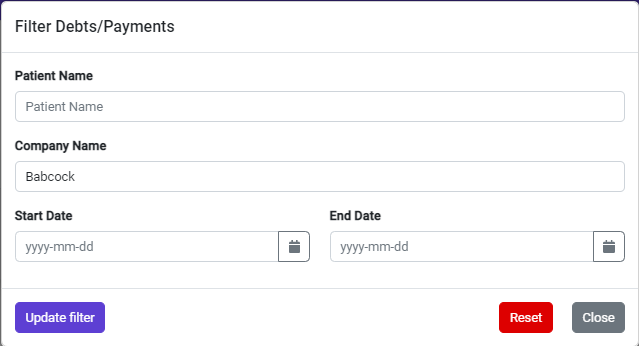 Filter Debts/Payments
Patient Name
Patient Name
Company Name
Babcock
Start Date End Date
yyyy-mm-dd yyyy-mm-dd
Update filter Reset Close